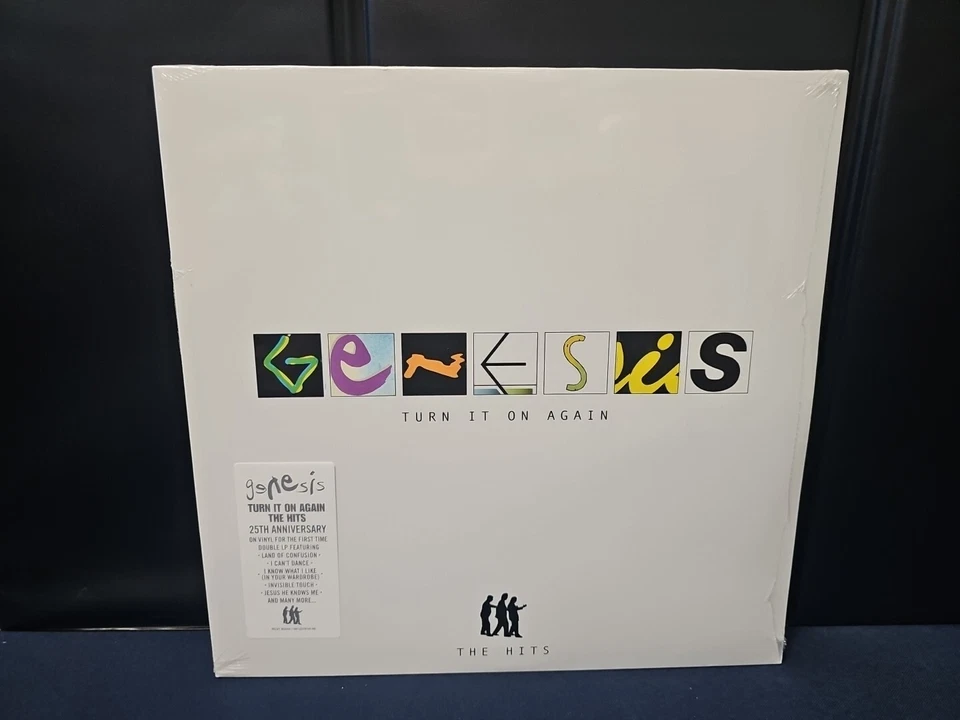 Genesis
TURN IT ON AGAIN
genesis
TURN IT ON AGAIN
THE HITS
25TH ANNIVERSARY
ON VINYL FOR THE FIRST TIME
DOUBLE LP FEATURING
· LAND OF CONFUSION ·
· I CAN'T DANCE ·
· I KNOW WHAT I LIKE
(IN YOUR WARDROBE) ·
· INVISIBLE TOUCH ·
· JESUS HE KNOWS ME ·
AND MANY MORE...
THE HITS